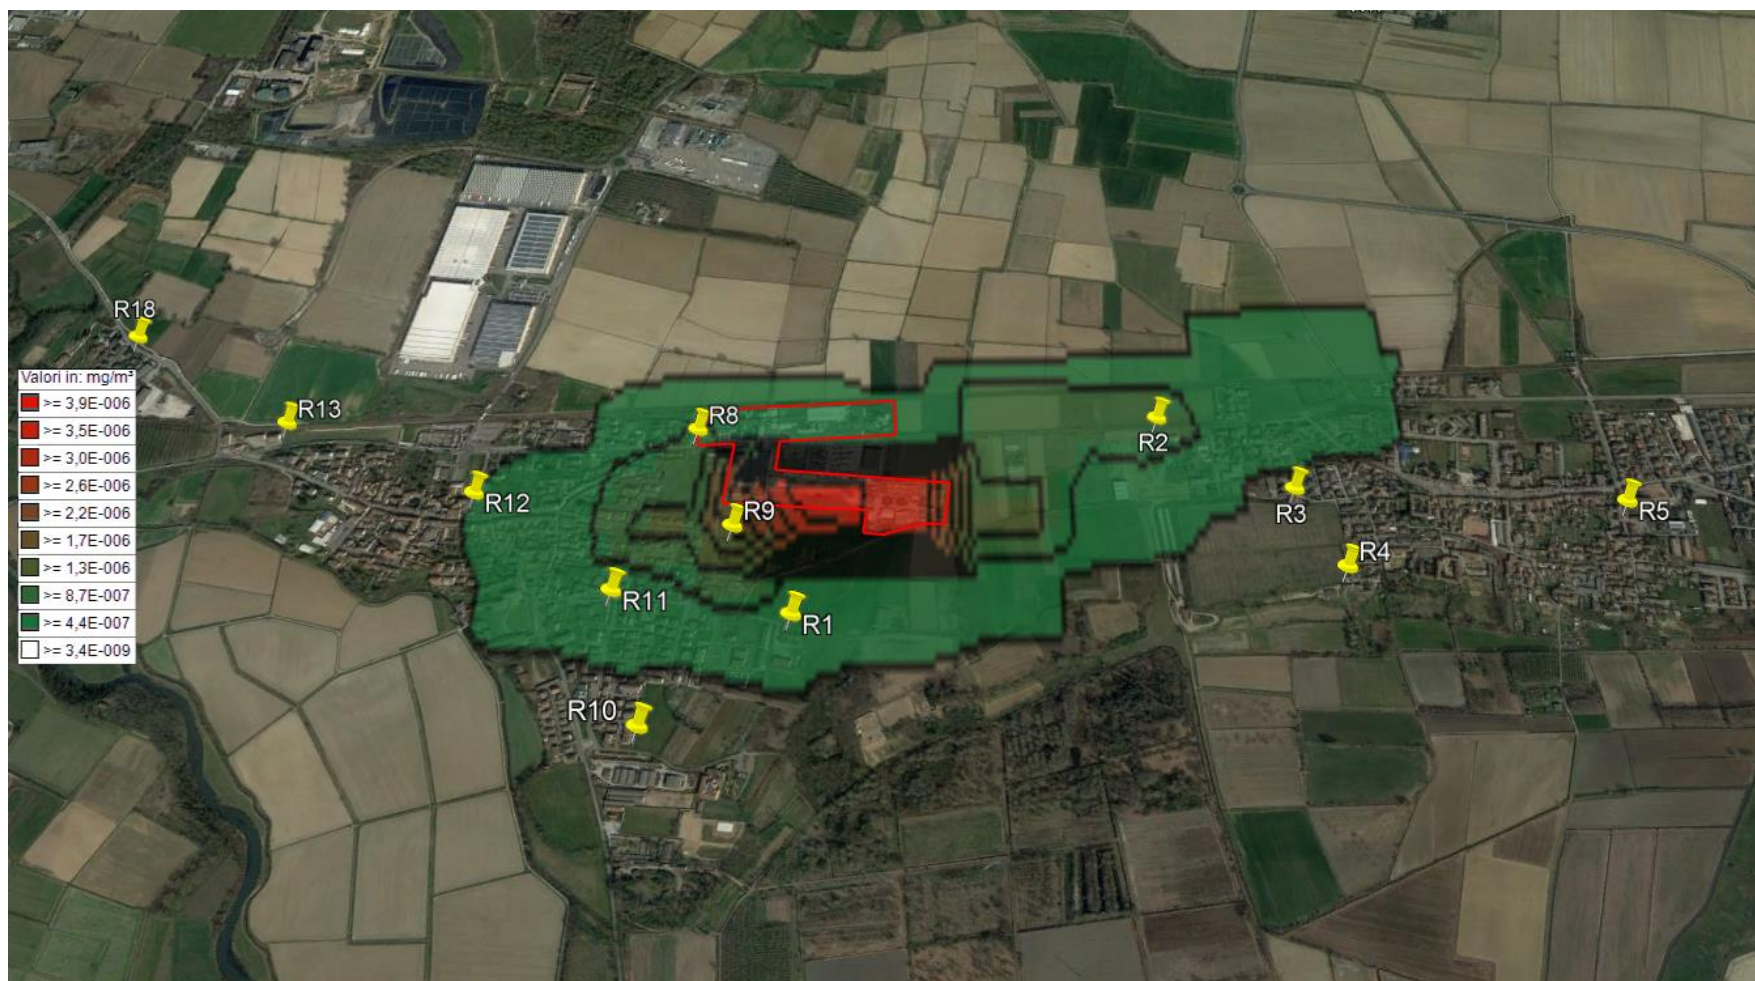 R18
Valori in: mg/m³
>= 3,9E-006
>= 3,5E-006
>= 3,0E-006
>= 2,6E-006
>= 2,2E-006
>= 1,7E-006
>= 1,3E-006
>= 8,7E-007
>= 4,4E-007
>= 3,4E-009
R13
R8
R2
R12
R9
R3
R5
R4
R11
R1
R10